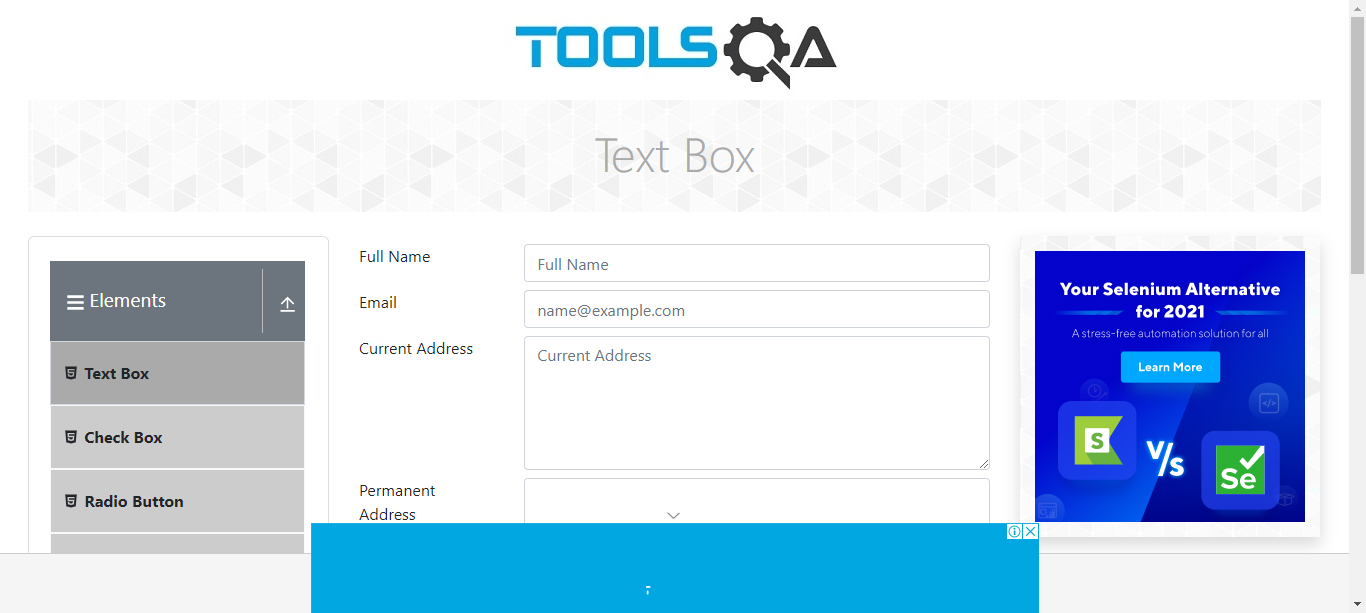 TOOLSQA
Text Box
Elements
Text Box
Check Box
Radio Button
Full Name
Full Name
Email
name@example.com
Current Address
Current Address
Permanent
Address
Your Selenium Alternative
for 2021
A stress-free automation solution for all
Learn More
S
V/s
Se